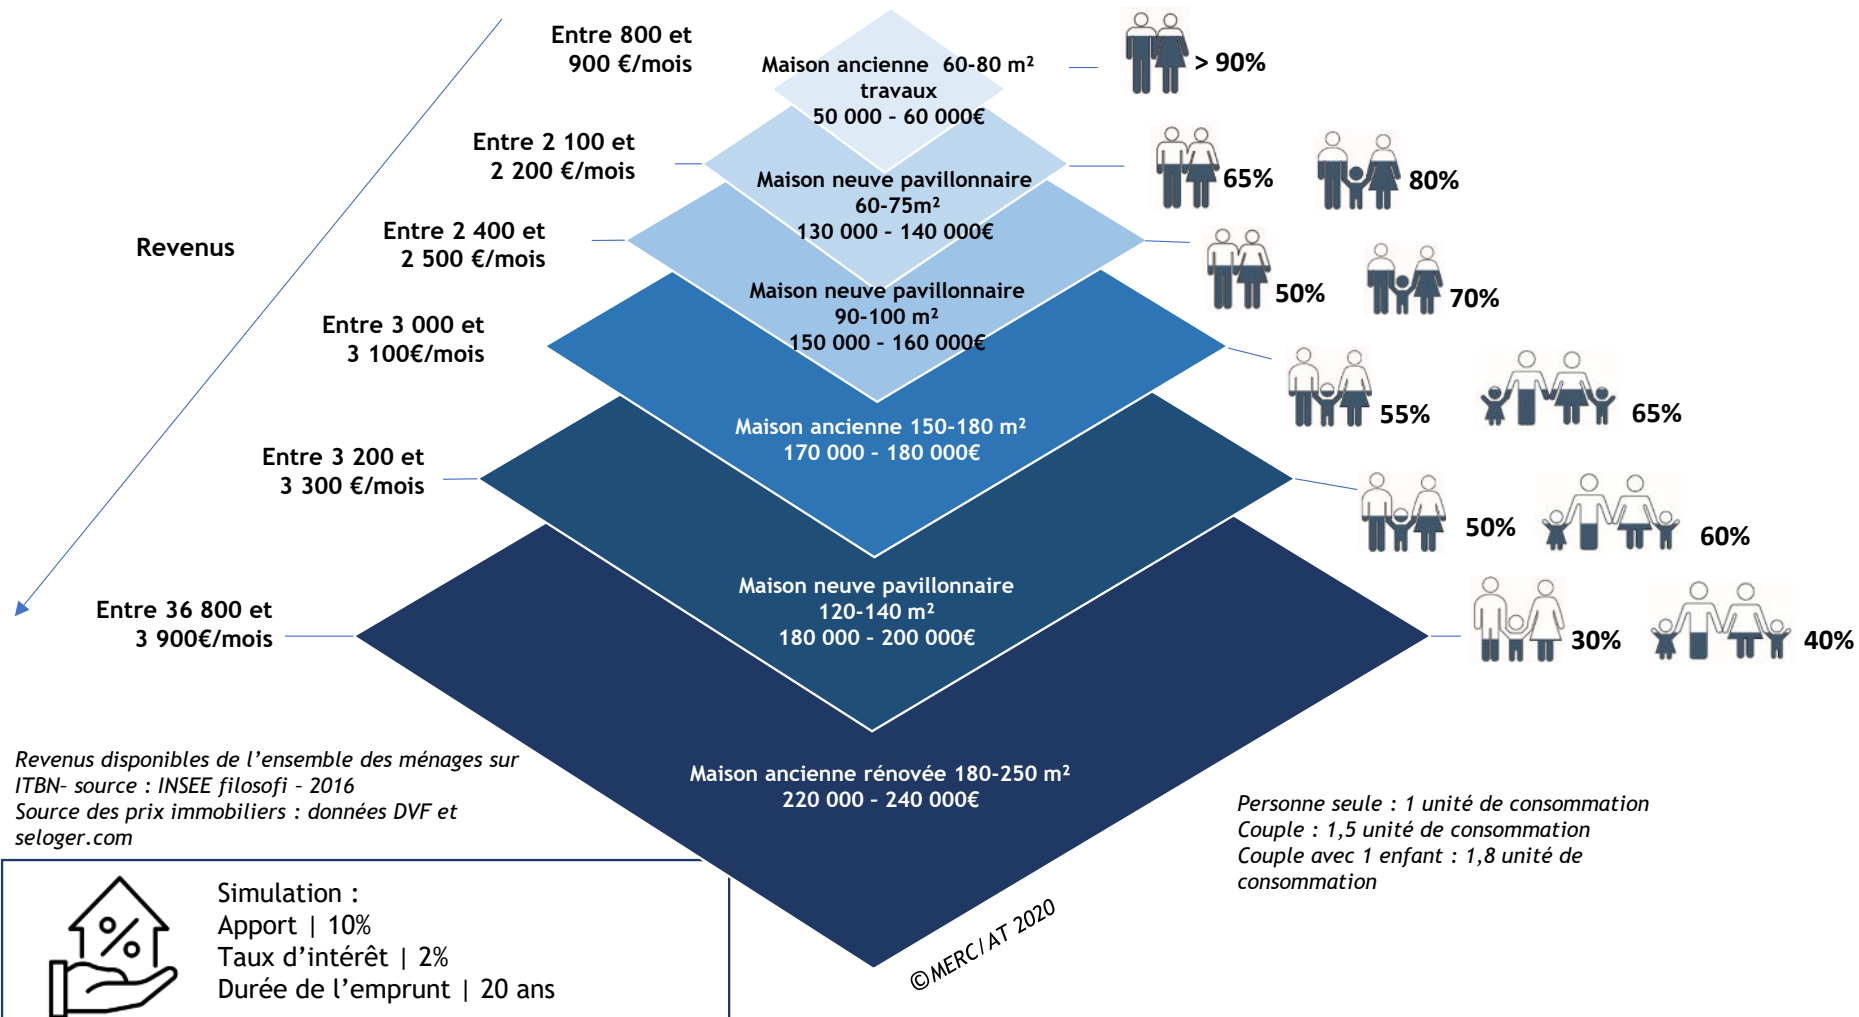 Entre 800 et
900 €/mois
Maison ancienne 60-80 m²
travaux
50 000 - 60 000€
> 90%
Entre 2 100 et
2 200 €/mois
Maison neuve pavillonnaire
60-75m²
130 000 - 140 000€
65%
80%
Revenus
Entre 2 400 et
2 500 €/mois
Maison neuve pavillonnaire
90-100 m²
150 000 - 160 000€
50%
70%
Entre 3 000 et
3 100€/mois
Maison ancienne 150-180 m²
170 000 - 180 000€
55%
65%
Entre 3 200 et
3 300 €/mois
Maison neuve pavillonnaire
120-140 m²
180 000 - 200 000€
50%
60%
Entre 36 800 et
3 900€/mois
Maison ancienne rénovée 180-250 m²
220 000 - 240 000€
30%
40%
Revenus disponibles de l’ensemble des ménages sur
ITBN- source : INSEE filosofi - 2016
Source des prix immobiliers : données DVF et
seloger.com
Personne seule : 1 unité de consommation
Couple : 1,5 unité de consommation
Couple avec 1 enfant : 1,8 unité de
consommation
%
Simulation :
Apport | 10%
Taux d’intérêt | 2%
Durée de l’emprunt | 20 ans
©MERC/AT 2020